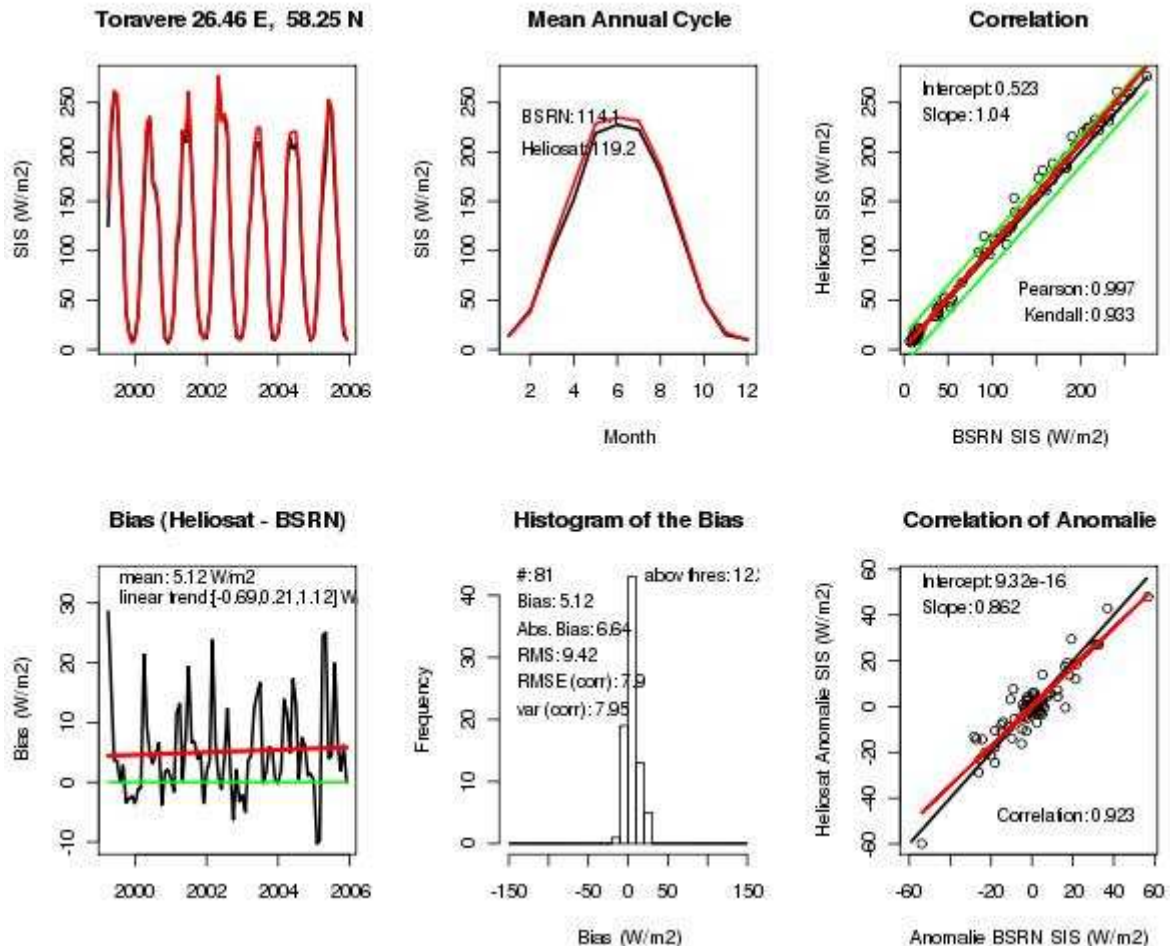 Toravere 26.46 E, 58.25 N
SIS (W/m2)
0 50 100 150 200 250
2000 2002 2004 2006
Mean Annual Cycle
BSRN: 114.1
Heliosat: 119.2
SIS (W/m2)
0 50 100 150 200 250
2 4 6 8 10 12
Month
Correlation
Intercept: 0.523
Slope: 1.04
Pearson: 0.997
Kendall: 0.933
Heliosat SIS (W/m2)
0 50 100 150 200 250
0 50 100 200
BSRN SIS (W/m2)
Bias (Heliosat - BSRN)
mean: 5.12 W/m2
linear trend: [-0.69,0.21,1.12] W
Bias (W/m2)
-10 0 10 20 30
2000 2002 2004 2006
Histogram of the Bias
#: 81
Bias: 5.12
Abs. Bias: 6.64
RMS: 9.42
RMSE (corr): 7.9
var (corr): 7.95
Frequency
0 10 20 30 40
-150 -50 0 50 150
Bias (W/m2)
Correlation of Anomalie
Intercept: 9.32e-16
Slope: 0.862
Correlation: 0.923
Heliosat Anomalie SIS (W/m2)
-60 -40 -20 0 20 40 60
-60 -20 0 20 40 60
Anomalie BSRN SIS (W/m2)